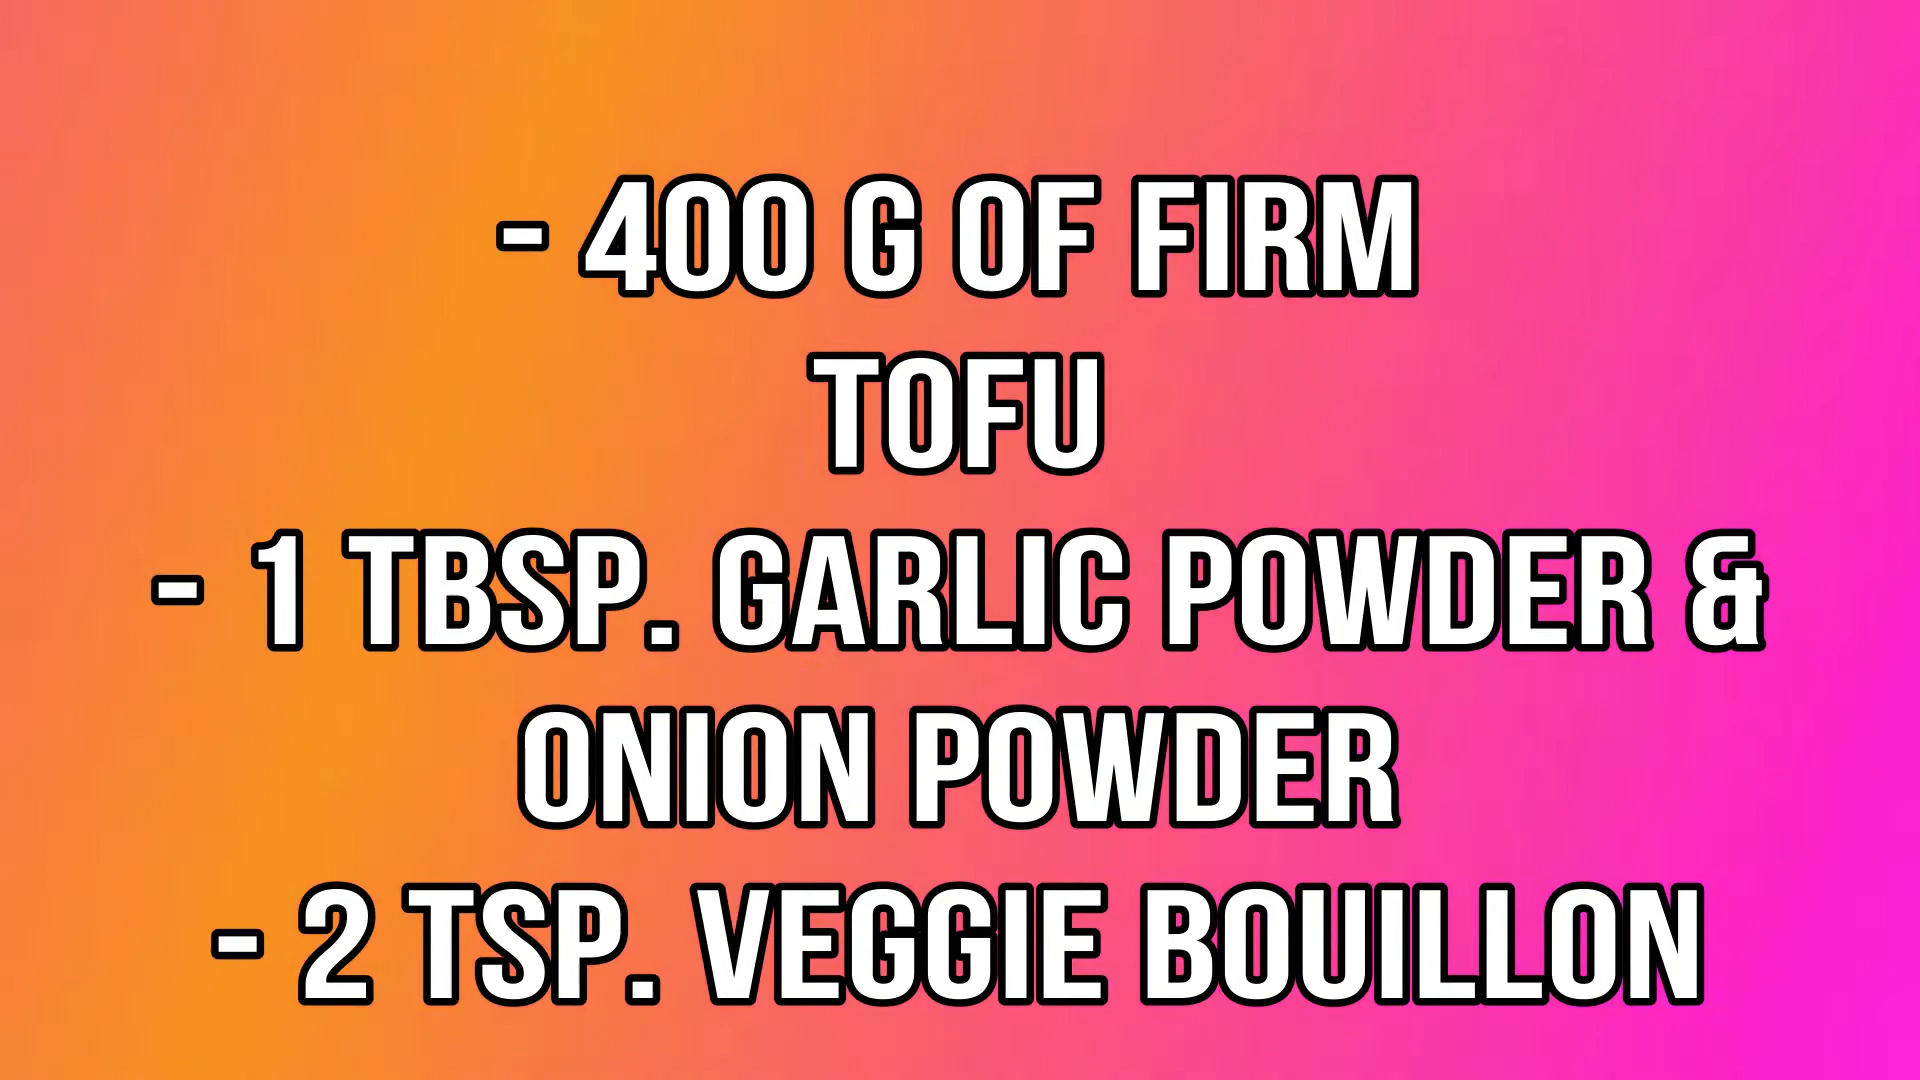 - 400 G OF FIRM
TOFU
- 1 TBSP. GARLIC POWDER &
ONION POWDER
- 2 TSP. VEGGIE BOUILLON